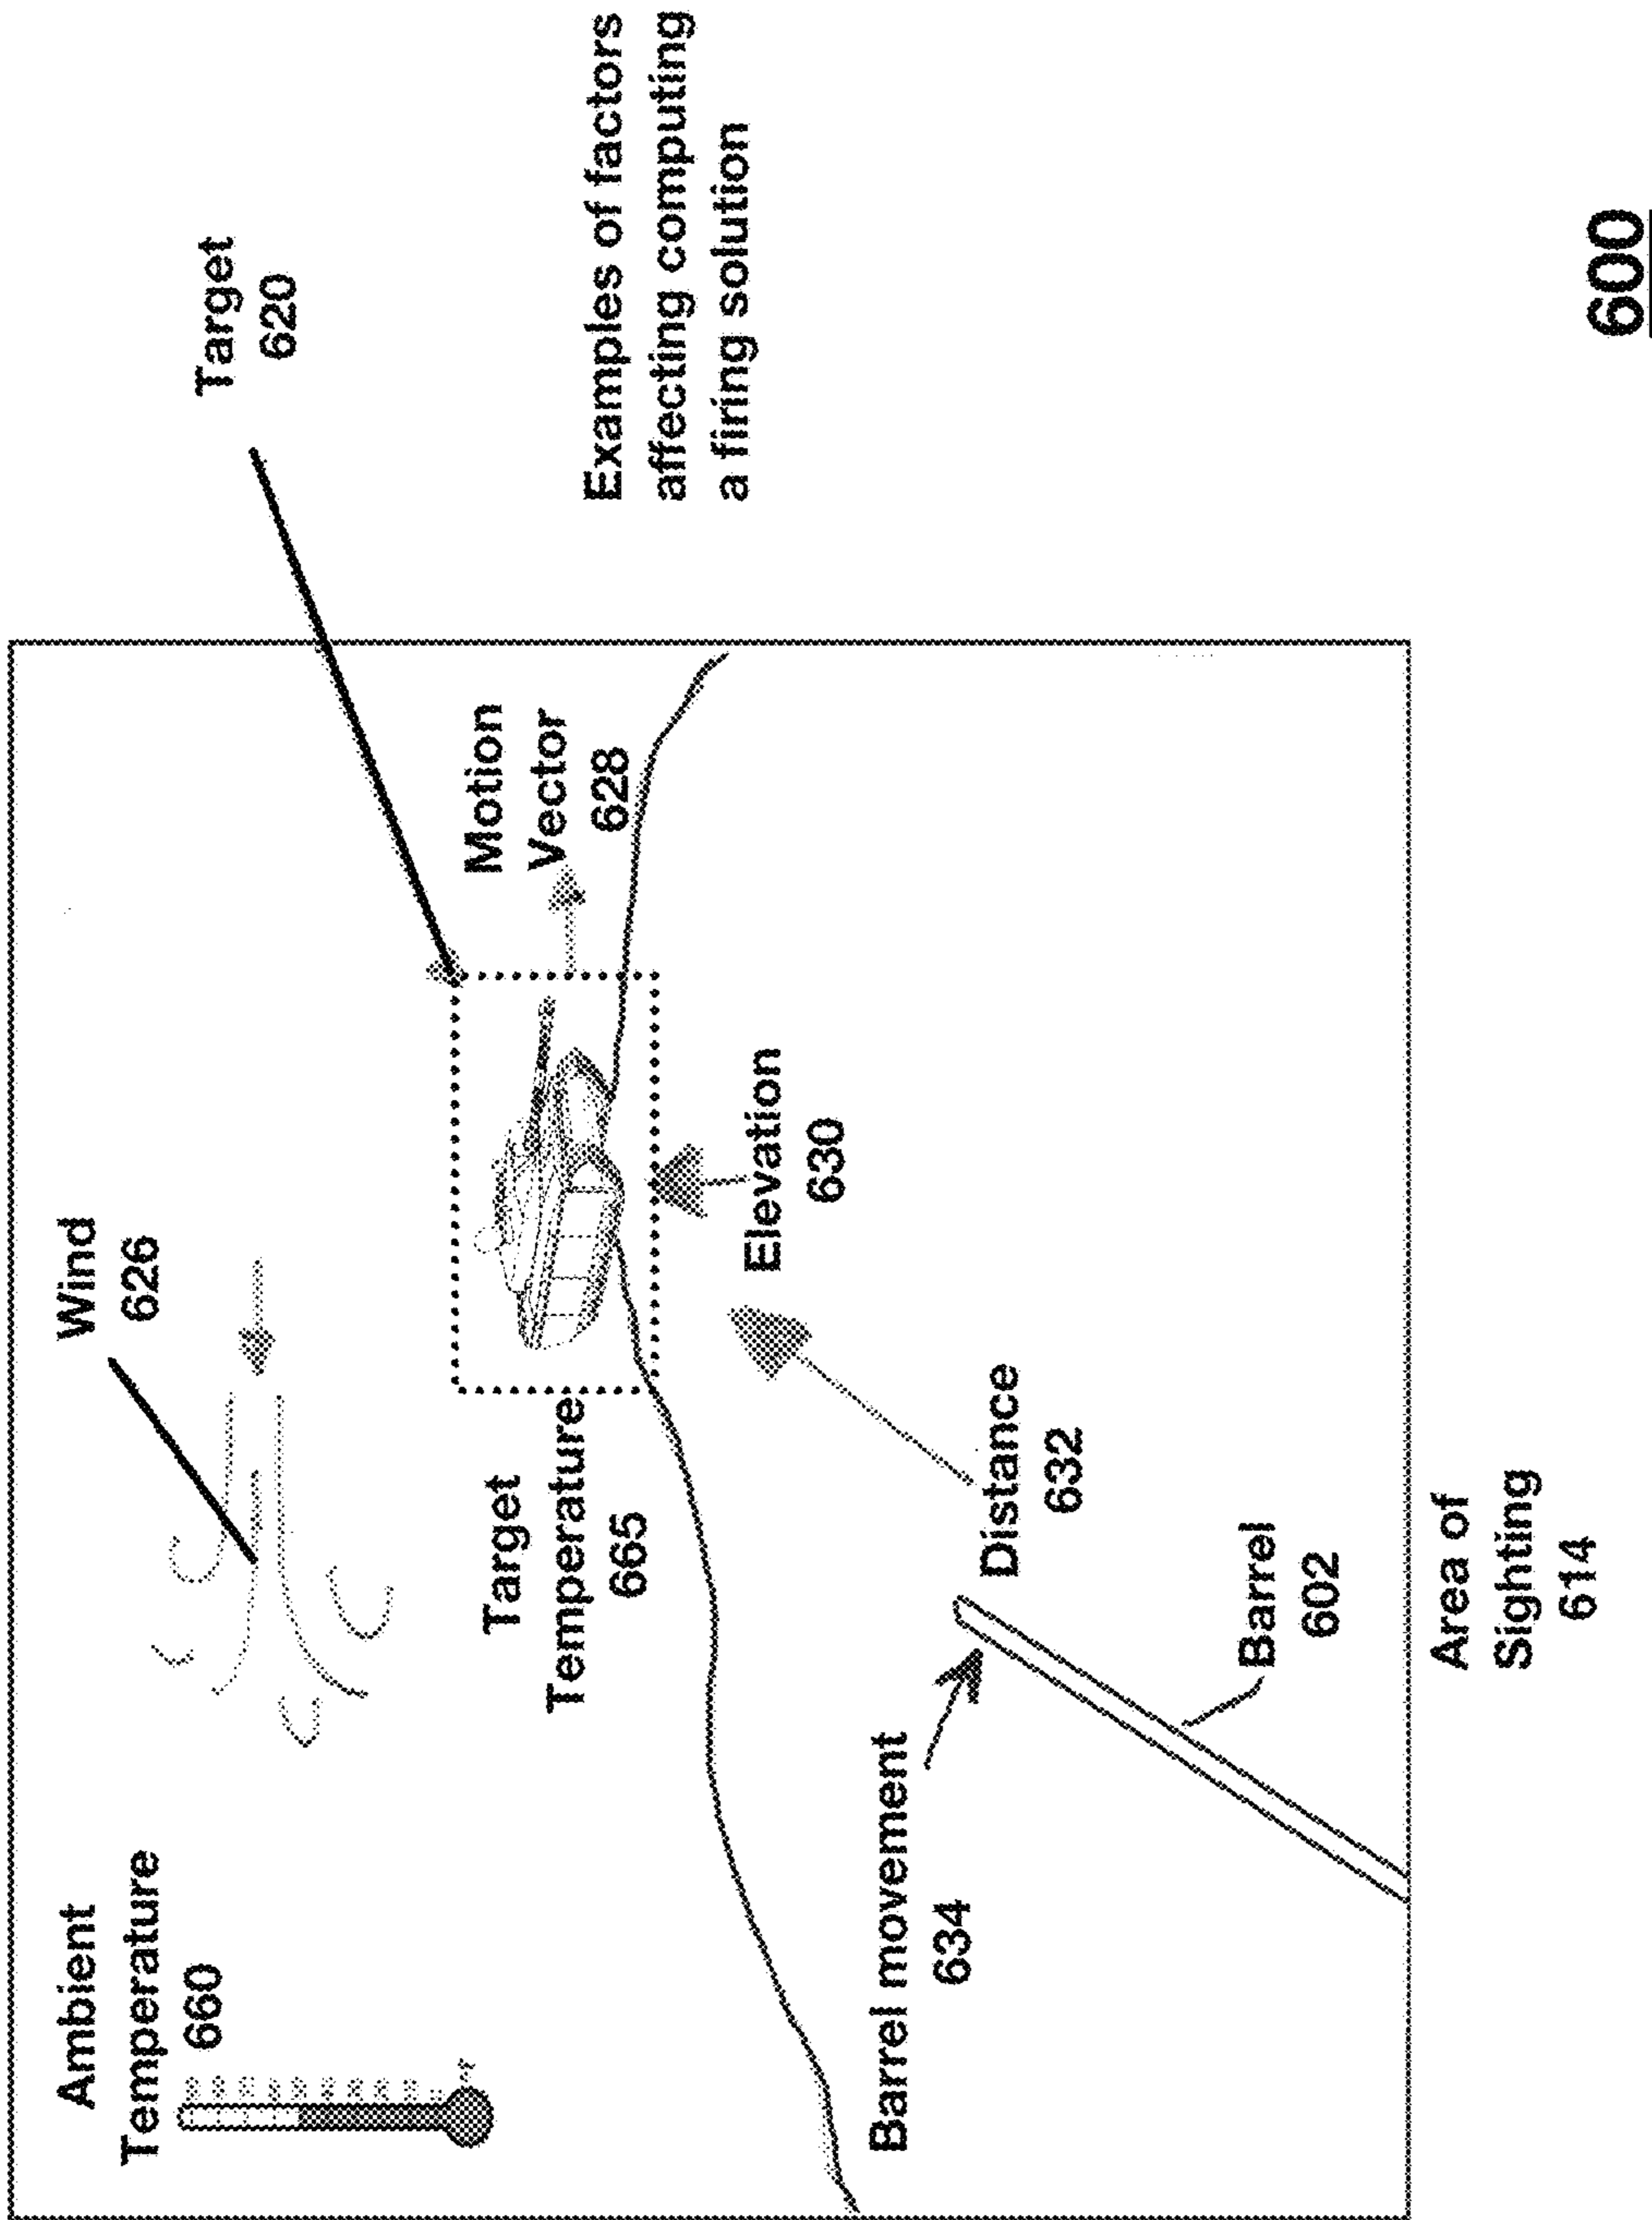 Ambient
Temperature
660
Wind
626
Target
620
Target
Temperature
665
Motion
Vector
628
Examples of factors
affecting computing
a firing solution
Elevation
630
Barrel movement
634
Distance
632
Barrel
602
Area of
Sighting
614
600